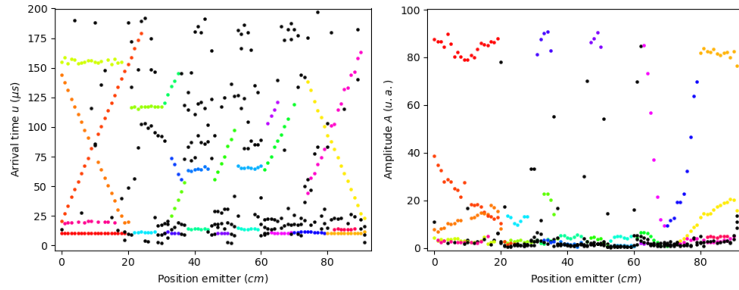 200
175
150
125
100
75
50
25
0
Arrival time u (μs)
0 20 40 60 80
Position emitter (cm)
100
80
60
40
20
0
Amplitude A (u.a.)
0 20 40 60 80
Position emitter (cm)